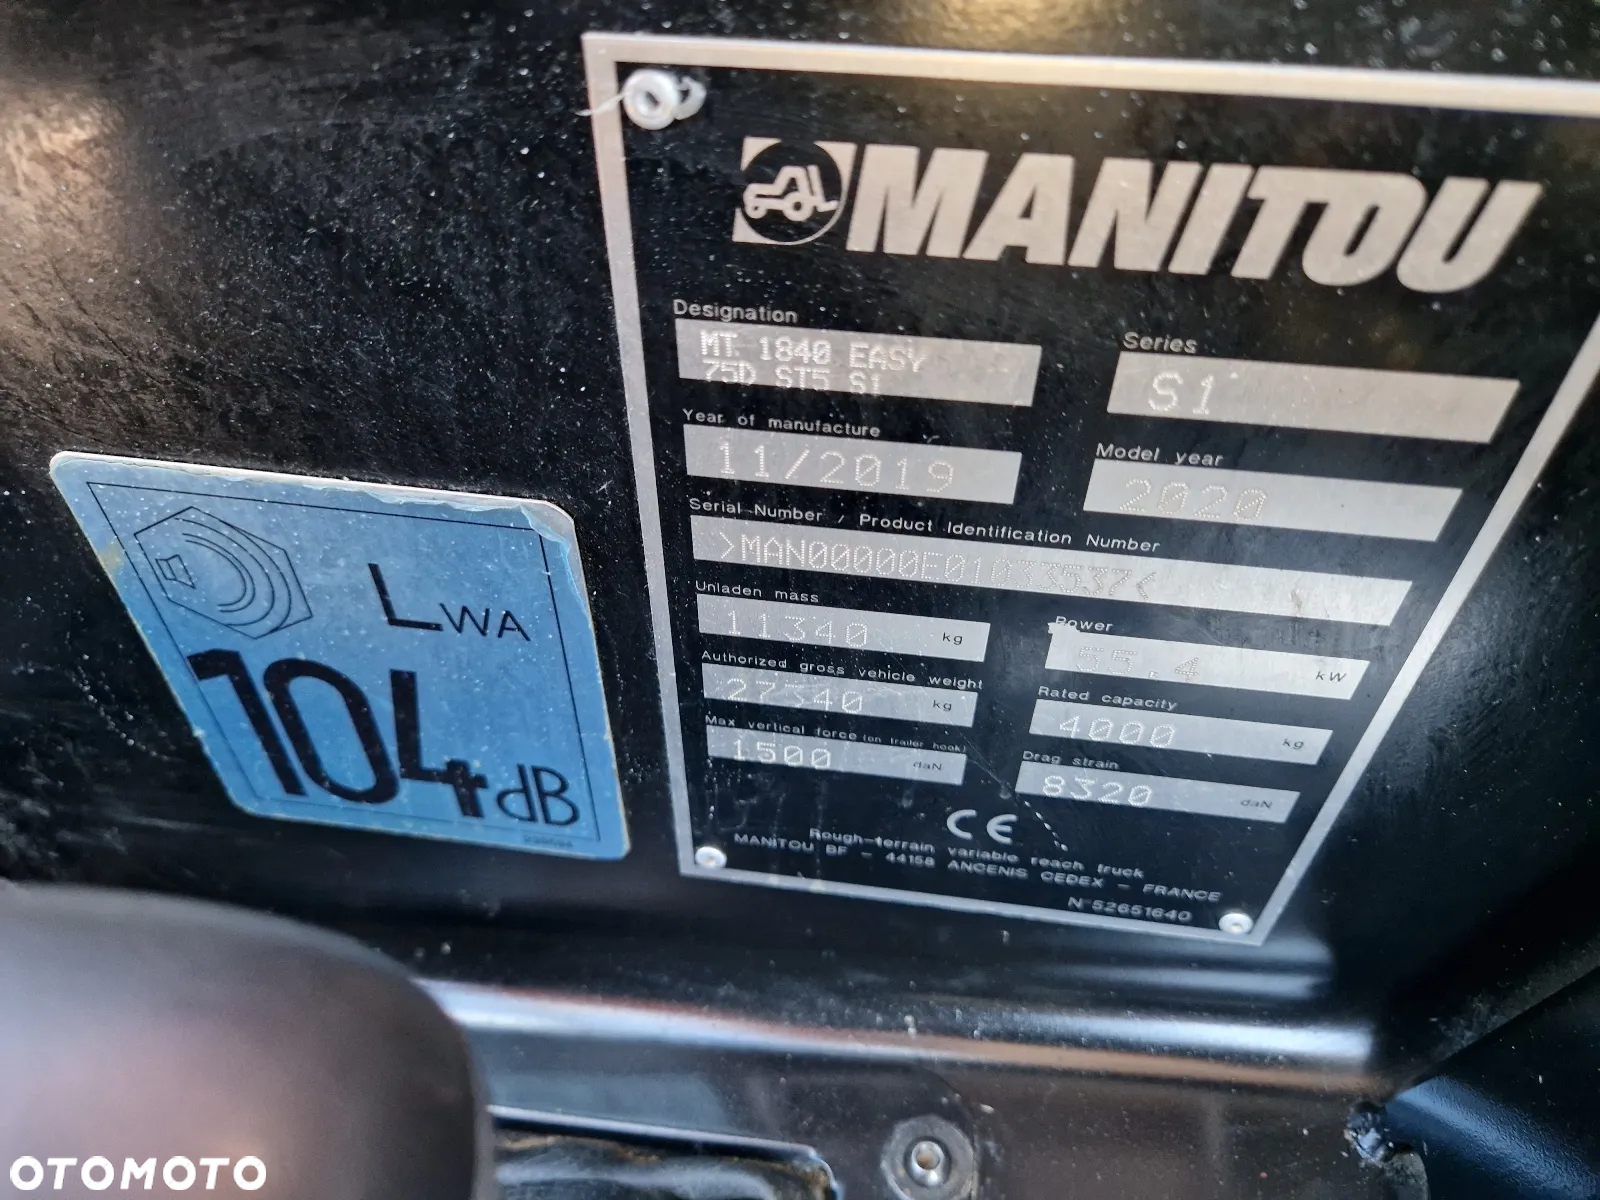 MANITOU
Designation
MT 1840 EASY
75D ST5 S1
Series
S1
Year of manufacture
11/2019
Model year
2020
Serial Number / Product Identification Number
>MAN00000E01033537<
Unladen mass
11340 kg
Power
55,4 kW
Authorized gross vehicle weight
27340 kg
Rated capacity
4000 kg
Max vertical force (on trailer hook)
1500 daN
Drag strain
8320 daN
CE
Rough-terrain variable reach truck
MANITOU BF - 44158 ANCENIS CEDEX - FRANCE
N°52651640
LWA
104dB
OTOMOTO